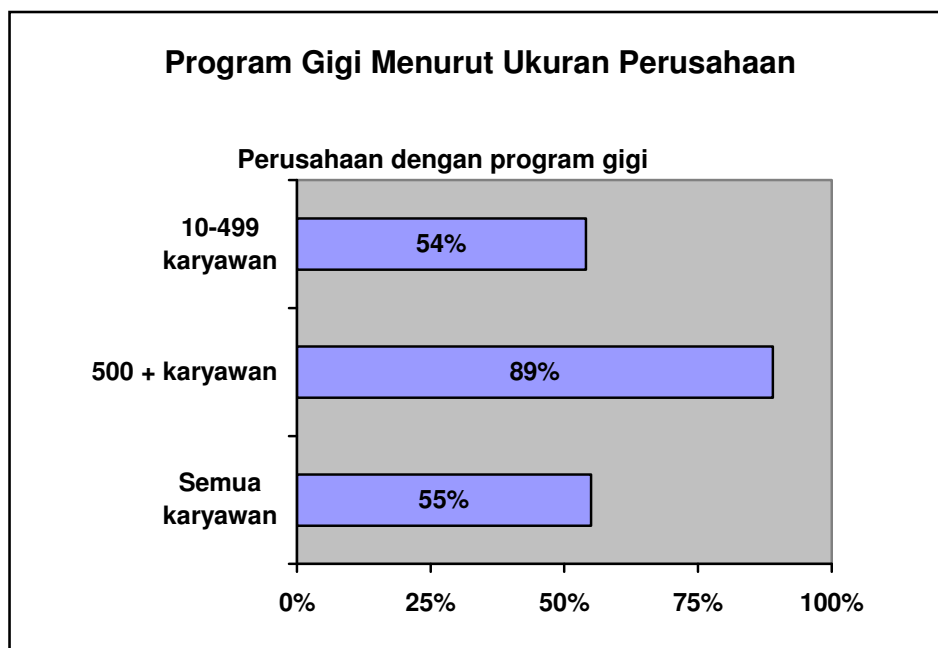 Program Gigi Menurut Ukuran Perusahaan
Perusahaan dengan program gigi
10-499
karyawan
54%
500 + karyawan
89%
Semua
karyawan
55%
0%
25%
50%
75%
100%